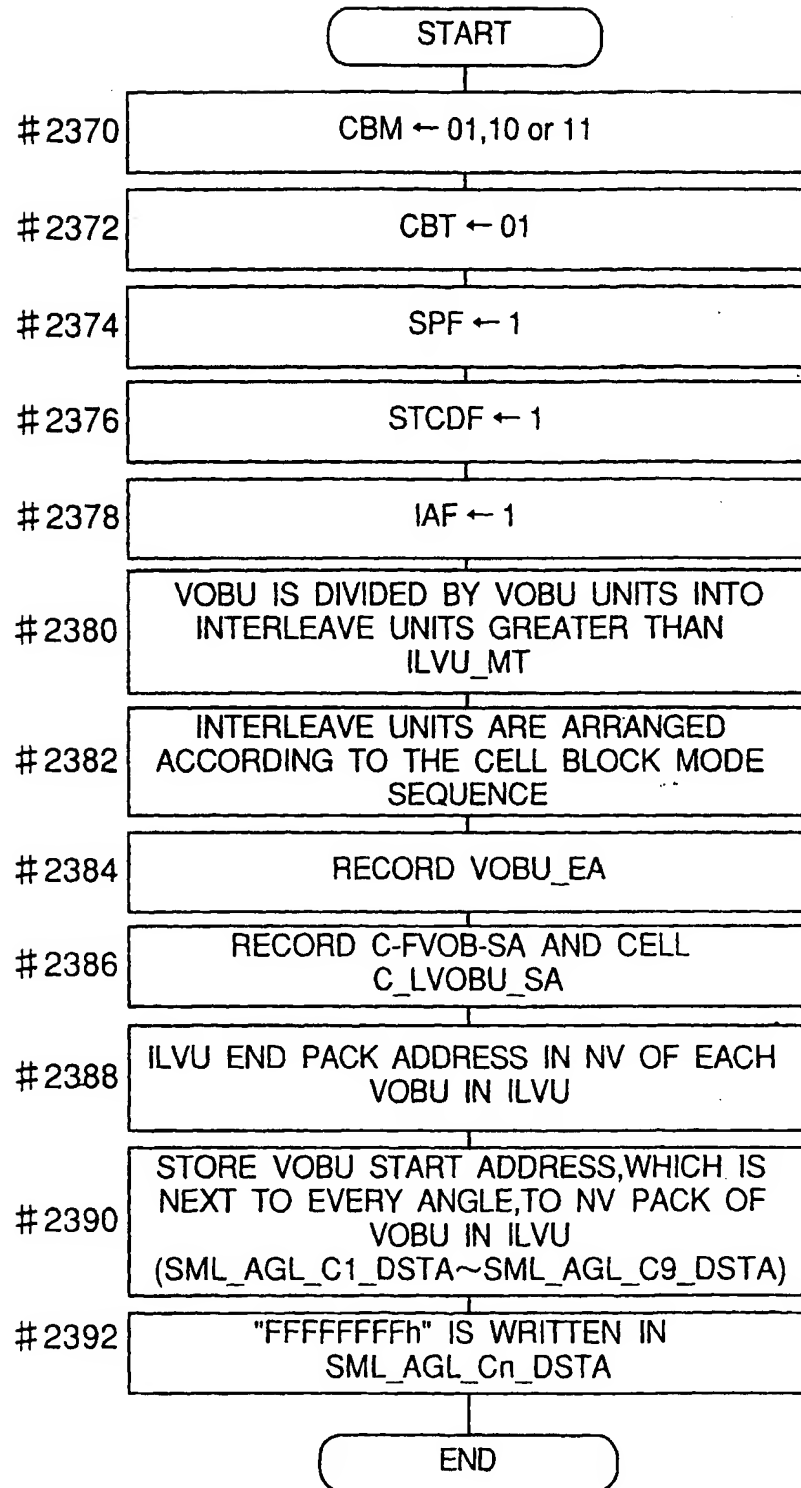 START
#2370
CBM ← 01,10 or 11
#2372
CBT ← 01
#2374
SPF ← 1
#2376
STCDF ← 1
#2378
IAF ← 1
#2380
VOBU IS DIVIDED BY VOBU UNITS INTO
INTERLEAVE UNITS GREATER THAN
ILVU_MT
#2382
INTERLEAVE UNITS ARE ARRANGED
ACCORDING TO THE CELL BLOCK MODE
SEQUENCE
#2384
RECORD VOBU_EA
#2386
RECORD C-FVOB-SA AND CELL
C_LVOBU_SA
#2388
ILVU END PACK ADDRESS IN NV OF EACH
VOBU IN ILVU
#2390
STORE VOBU START ADDRESS,WHICH IS
NEXT TO EVERY ANGLE,TO NV PACK OF
VOBU IN ILVU
(SML_AGL_C1_DSTA~SML_AGL_C9_DSTA)
#2392
"FFFFFFFFh" IS WRITTEN IN
SML_AGL_Cn_DSTA
END